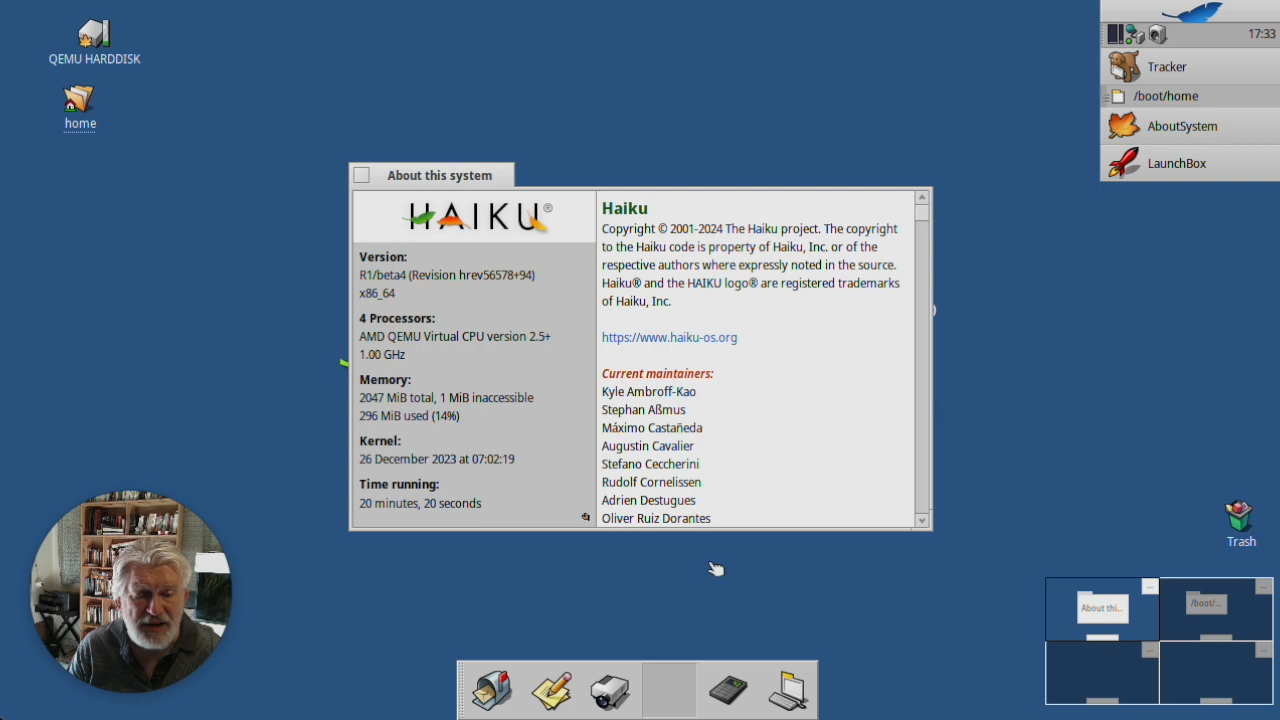 QEMU HARDDISK
home
17:33
Tracker
/boot/home
AboutSystem
LaunchBox
About this system
HAIKU®
Version:
R1/beta4 (Revision hrev56578+94)
x86_64
4 Processors:
AMD QEMU Virtual CPU version 2.5+
1.00 GHz
Memory:
2047 MiB total, 1 MiB inaccessible
296 MiB used (14%)
Kernel:
26 December 2023 at 07:02:19
Time running:
20 minutes, 20 seconds
Haiku
Copyright © 2001-2024 The Haiku project. The copyright
to the Haiku code is property of Haiku, Inc. or of the
respective authors where expressly noted in the source.
Haiku® and the HAIKU logo® are registered trademarks
of Haiku, Inc.
https://www.haiku-os.org
Current maintainers:
Kyle Ambroff-Kao
Stephan Aßmus
Máximo Castañeda
Augustin Cavalier
Stefano Ceccherini
Rudolf Cornelissen
Adrien Destugues
Oliver Ruiz Dorantes
Trash
About thi...
/boot/...